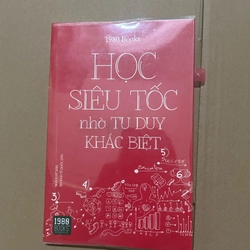 1980 Books
HỌC
SIÊU TỐC
nhờ TƯ DUY
KHÁC BIỆT
1980
BOOKS